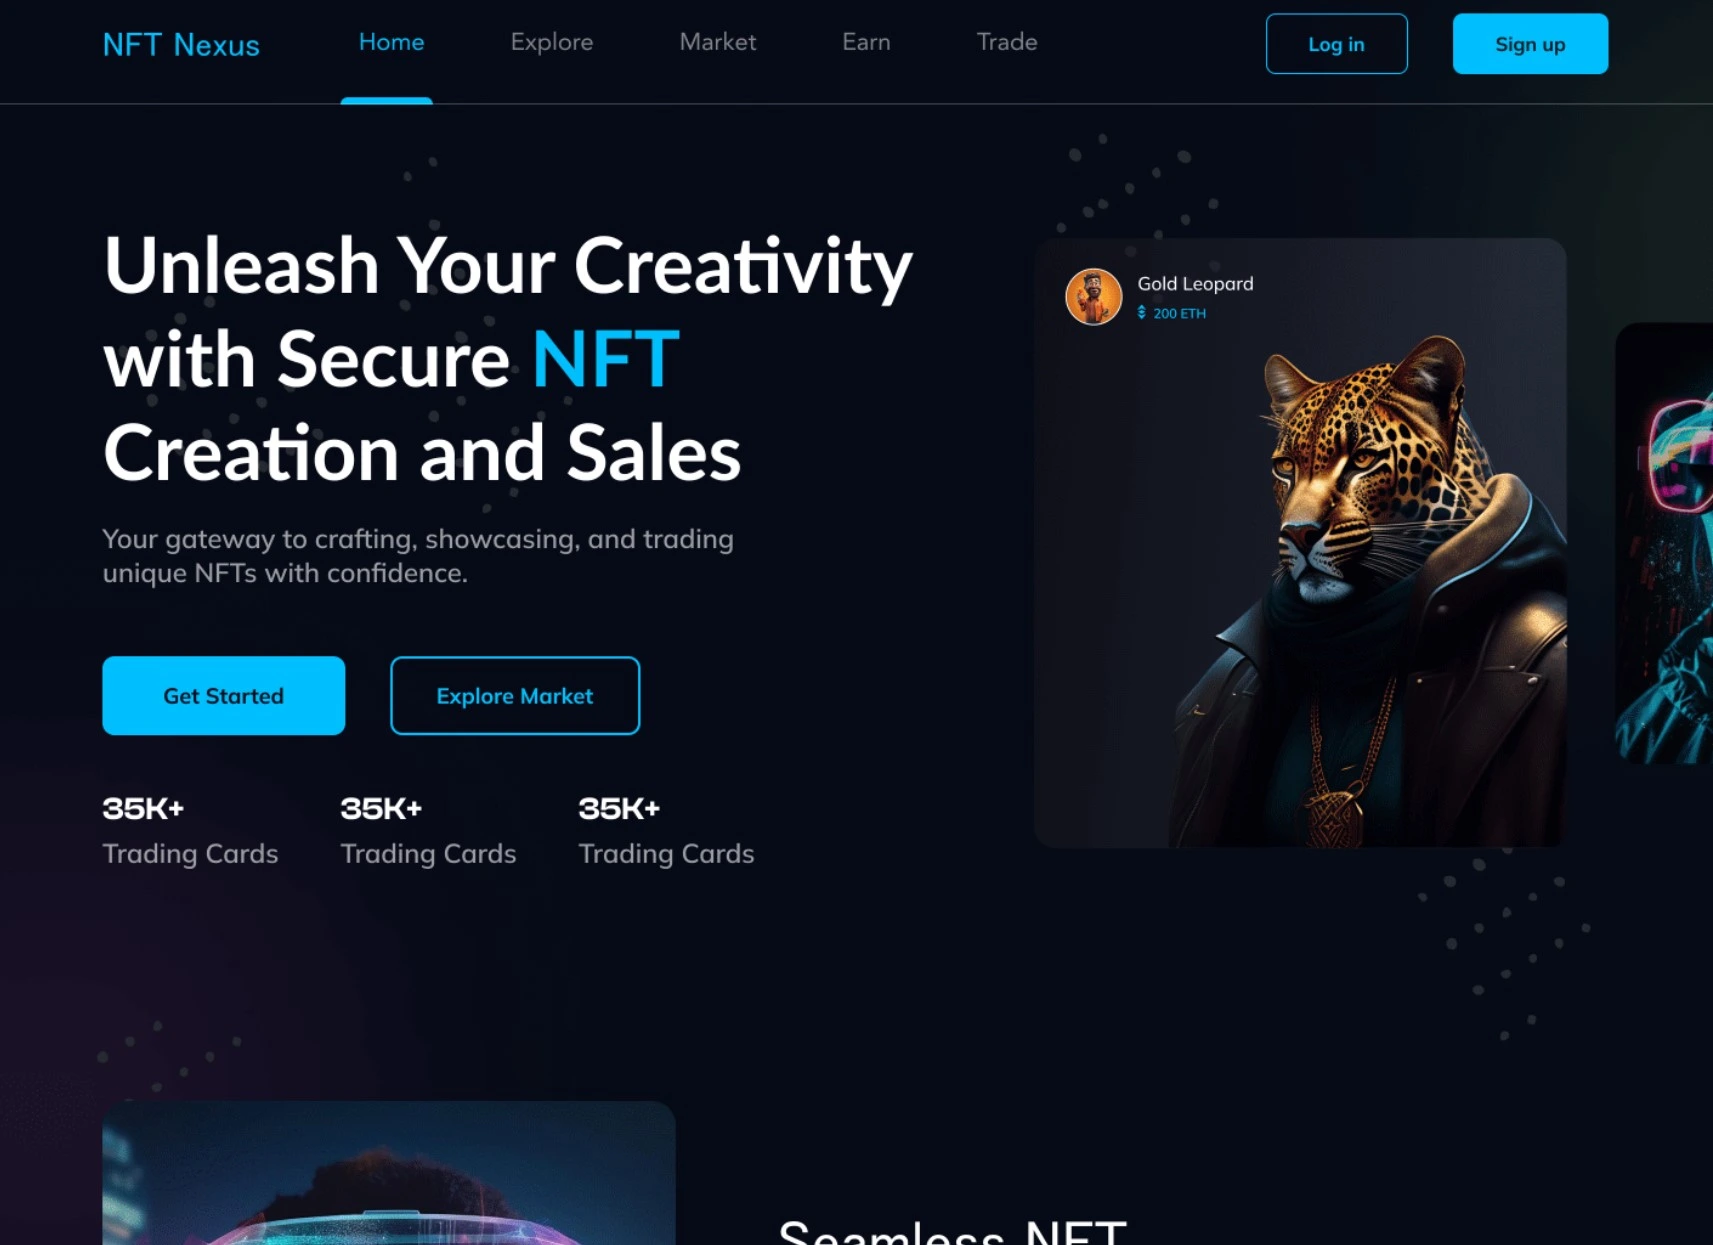 NFT Nexus
Home
Explore
Market
Earn
Trade
Log in
Sign up
Unleash Your Creativity
with Secure NFT
Creation and Sales
Your gateway to crafting, showcasing, and trading
unique NFTs with confidence.
Get Started
Explore Market
35K+
Trading Cards
35K+
Trading Cards
35K+
Trading Cards
Gold Leopard
200 ETH
Seamless NFT